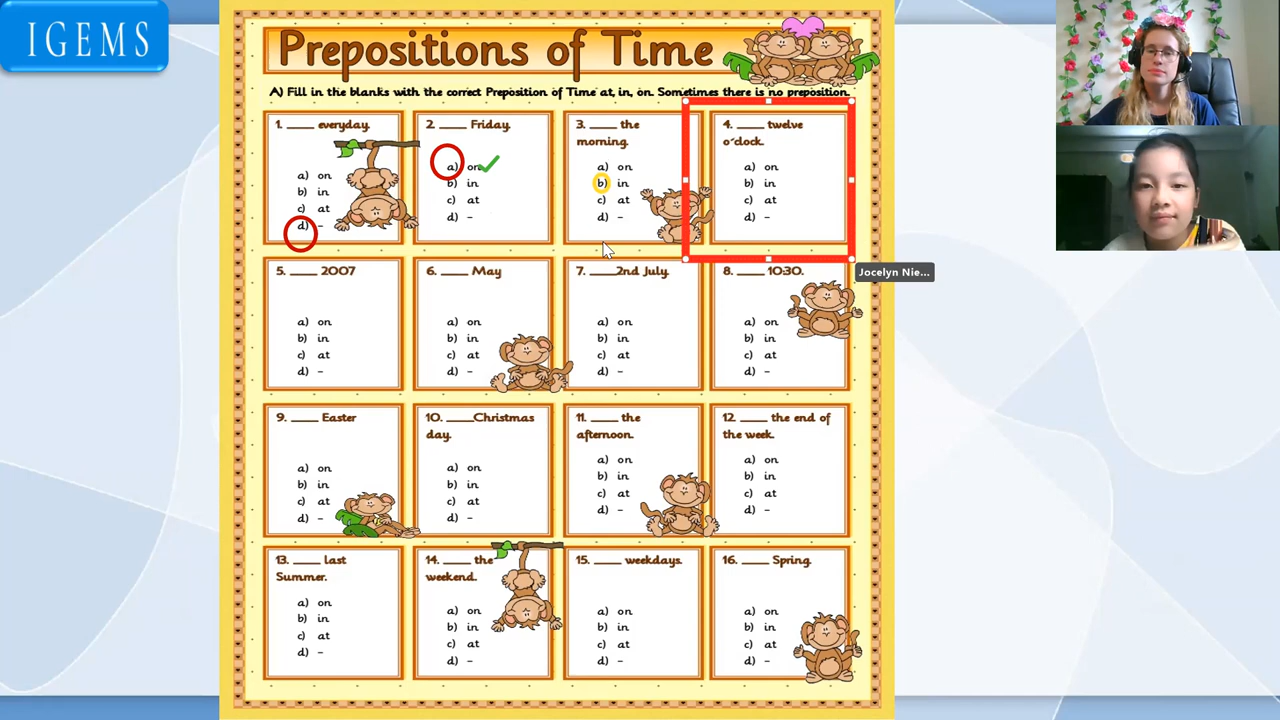 IGEMS
Prepositions of Time
A) Fill in the blanks with the correct Preposition of Time at, in, on. Sometimes there is no preposition.
1. ____ everyday.
a) on
b) in
c) at
d) -
2. ____ Friday.
a) on
b) in
c) at
d) -
3. ____ the
morning.
a) on
b) in
c) at
d) -
4. ____ twelve
o'clock.
a) on
b) in
c) at
d) -
5. ____ 2007
a) on
b) in
c) at
d) -
6. ____ May
a) on
b) in
c) at
d) -
7. ____2nd July.
a) on
b) in
c) at
d) -
8. ____ 10:30.
a) on
b) in
c) at
d) -
9. ____ Easter
a) on
b) in
c) at
d) -
10. ____Christmas
day.
a) on
b) in
c) at
d) -
11. ____ the
afternoon.
a) on
b) in
c) at
d) -
12. ____ the end of
the week.
a) on
b) in
c) at
d) -
13. ____ last
Summer.
a) on
b) in
c) at
d) -
14. ____ the
weekend.
a) on
b) in
c) at
d) -
15. ____ weekdays.
a) on
b) in
c) at
d) -
16. ____ Spring.
a) on
b) in
c) at
d) -
Jocelyn Nie...